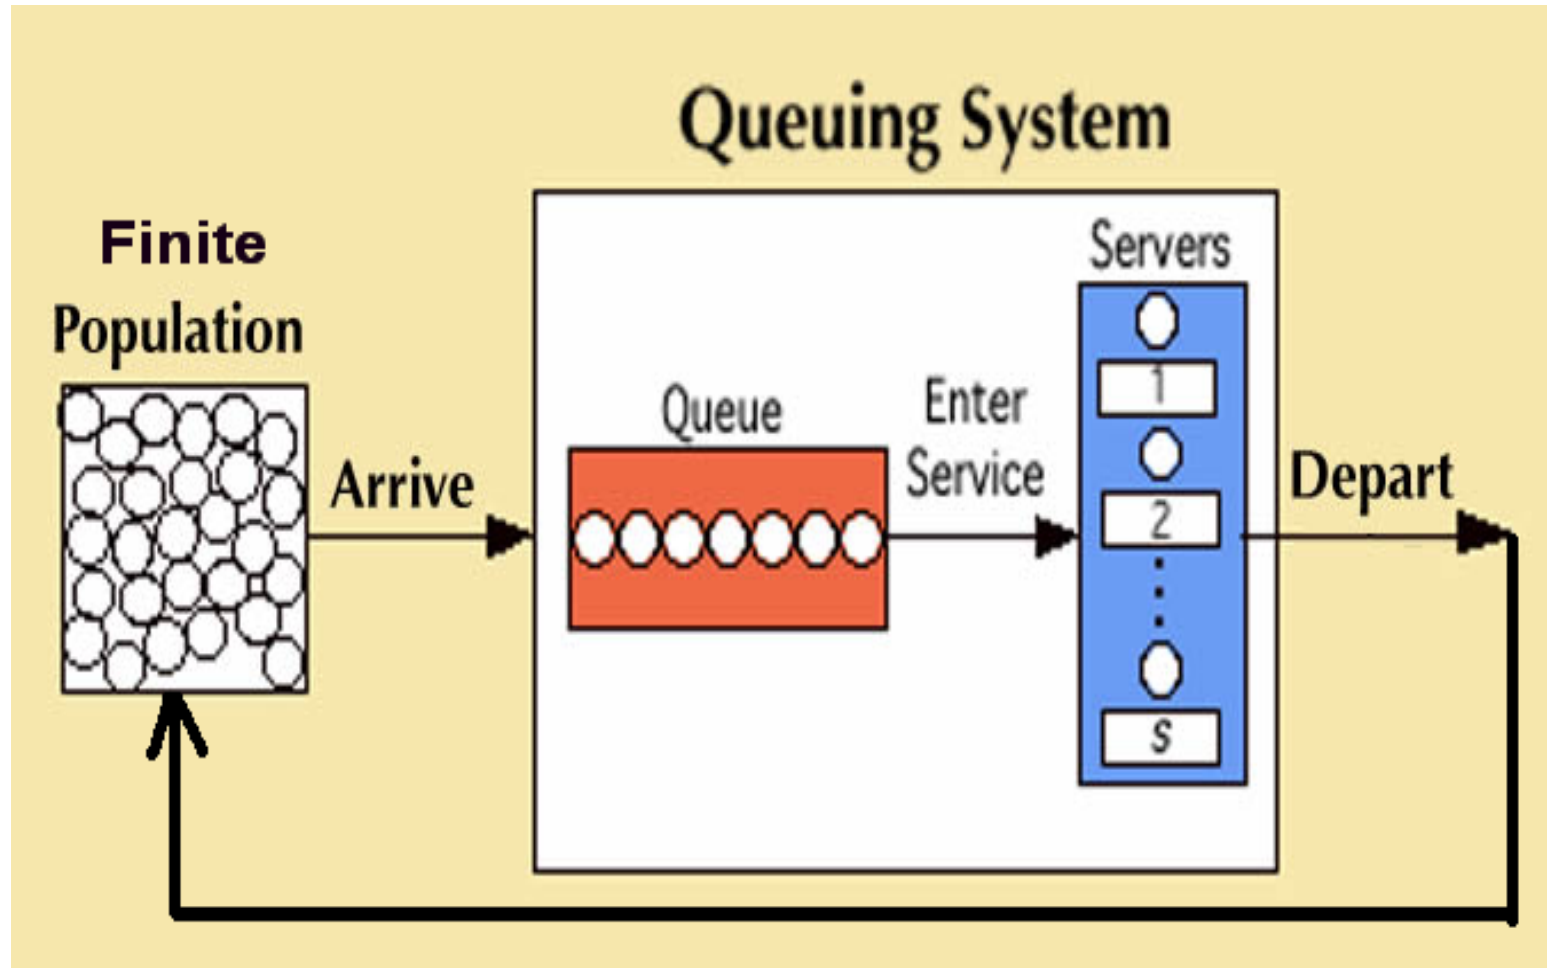 Queuing System
Finite
Population
Arrive
Queue
Enter
Service
Servers
1
2
s
Depart